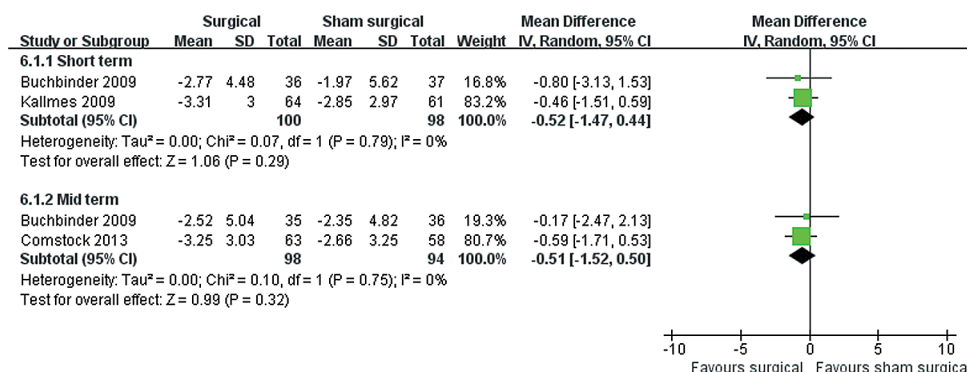 Surgical Sham surgical Mean Difference Mean Difference
Study or Subgroup Mean SD Total Mean SD Total Weight IV, Random, 95% CI IV, Random, 95% CI
6.1.1 Short term
Buchbinder 2009 -2.77 4.48 36 -1.97 5.62 37 16.8% -0.80 [-3.13, 1.53]
Kallmes 2009 -3.31 3 64 -2.85 2.97 61 83.2% -0.46 [-1.51, 0.59]
Subtotal (95% CI) 100 98 100.0% -0.52 [-1.47, 0.44]
Heterogeneity: Tau² = 0.00; Chi² = 0.07, df = 1 (P = 0.79); I² = 0%
Test for overall effect: Z = 1.06 (P = 0.29)
6.1.2 Mid term
Buchbinder 2009 -2.52 5.04 35 -2.35 4.82 36 19.3% -0.17 [-2.47, 2.13]
Comstock 2013 -3.25 3.03 63 -2.66 3.25 58 80.7% -0.59 [-1.71, 0.53]
Subtotal (95% CI) 98 94 100.0% -0.51 [-1.52, 0.50]
Heterogeneity: Tau² = 0.00; Chi² = 0.10, df = 1 (P = 0.75); I² = 0%
Test for overall effect: Z = 0.99 (P = 0.32)
-10 -5 0 5 10
Favours surgical Favours sham surgica